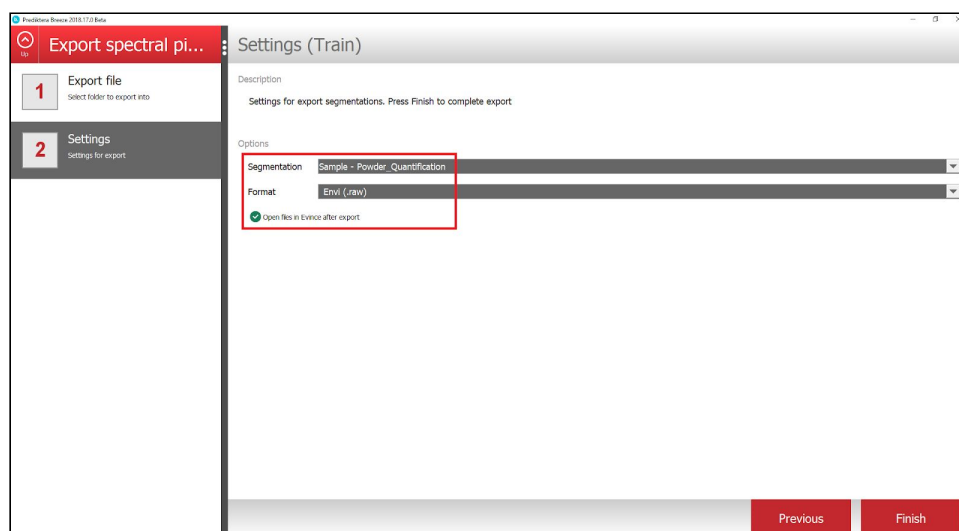 Prediktera Breeze 2018.17.0 Beta
Up
Export spectral pi...
1
Export file
Select folder to export into
2
Settings
Settings for export
Settings (Train)
Description
Settings for export segmentations. Press Finish to complete export
Options
Segmentation
Sample - Powder_Quantification
Format
Envi (.raw)
Open files in Evince after export
Previous
Finish